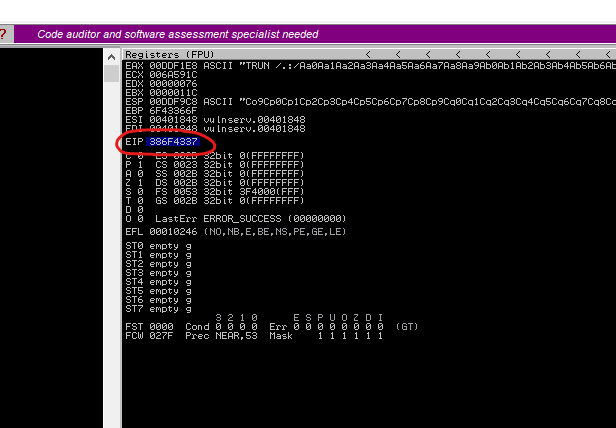 ? Code auditor and software assessment specialist needed
Registers (FPU) < < < < < < <
EAX 00DDF1E8 ASCII "TRUN /.:/Aa0Aa1Aa2Aa3Aa4Aa5Aa6Aa7Aa8Aa9Ab0Ab1Ab2Ab3Ab4Ab5Ab6Ab
ECX 006A591C
EDX 00000076
EBX 0000011C
ESP 00DDF9C8 ASCII "Co9Cp0Cp1Cp2Cp3Cp4Cp5Cp6Cp7Cp8Cp9Cq0Cq1Cq2Cq3Cq4Cq5Cq6Cq7Cq8Cq
EBP 6F43366F
ESI 00401848 vulnserv.00401848
EDI 00401848 vulnserv.00401848
EIP 386F4337
C 0 ES 002B 32bit 0(FFFFFFFF)
P 1 CS 0023 32bit 0(FFFFFFFF)
A 0 SS 002B 32bit 0(FFFFFFFF)
Z 1 DS 002B 32bit 0(FFFFFFFF)
S 0 FS 0053 32bit 3F4000(FFF)
T 0 GS 002B 32bit 0(FFFFFFFF)
D 0
O 0 LastErr ERROR_SUCCESS (00000000)
EFL 00010246 (NO,NB,E,BE,NS,PE,GE,LE)
ST0 empty g
ST1 empty g
ST2 empty g
ST3 empty g
ST4 empty g
ST5 empty g
ST6 empty g
ST7 empty g
3 2 1 0 E S P U O Z D I
FST 0000 Cond 0 0 0 0 Err 0 0 0 0 0 0 0 0 (GT)
FCW 027F Prec NEAR,53 Mask 1 1 1 1 1 1